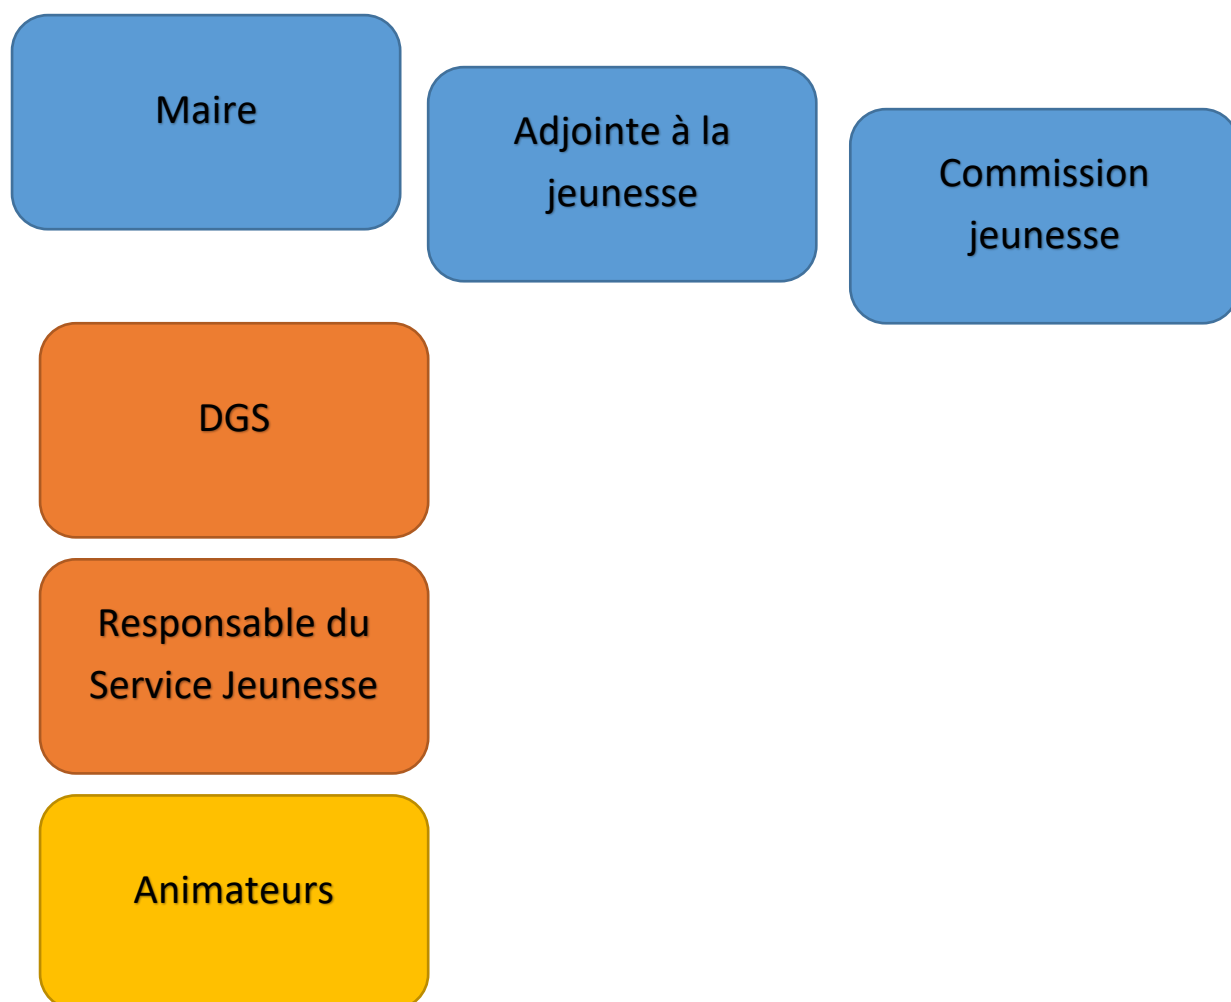 Maire
Adjointe à la
jeunesse
Commission
jeunesse
DGS
Responsable du
Service Jeunesse
Animateurs